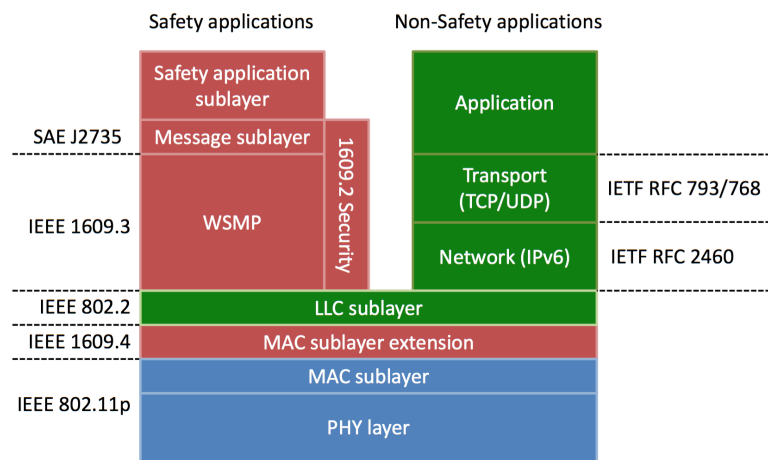 Safety applications
Non-Safety applications
Safety application
sublayer
Message sublayer
WSMP
1609.2 Security
Application
Transport
(TCP/UDP)
Network (IPv6)
SAE J2735
IEEE 1609.3
IEEE 802.2
IEEE 1609.4
IEEE 802.11p
IETF RFC 793/768
IETF RFC 2460
LLC sublayer
MAC sublayer extension
MAC sublayer
PHY layer